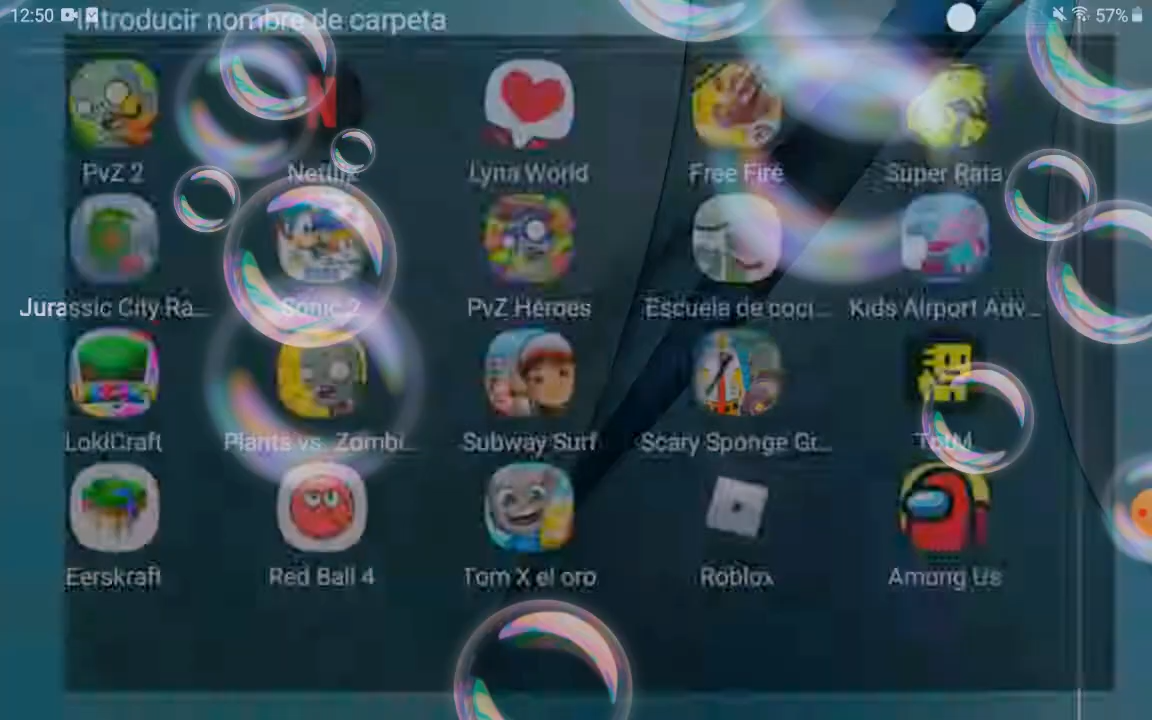 12:50
57%
Introducir nombre de carpeta
PvZ 2
Netflix
Lyna World
Free Fire
Super Rata
Jurassic City Ra...
Sonic 2
PvZ Heroes
Escuela de coci...
Kids Airport Adv...
LokiCraft
Plants vs. Zombi...
Subway Surf
Scary Sponge Gr...
Eerskraft
Red Ball 4
Tom X el oro
Roblox
Among Us